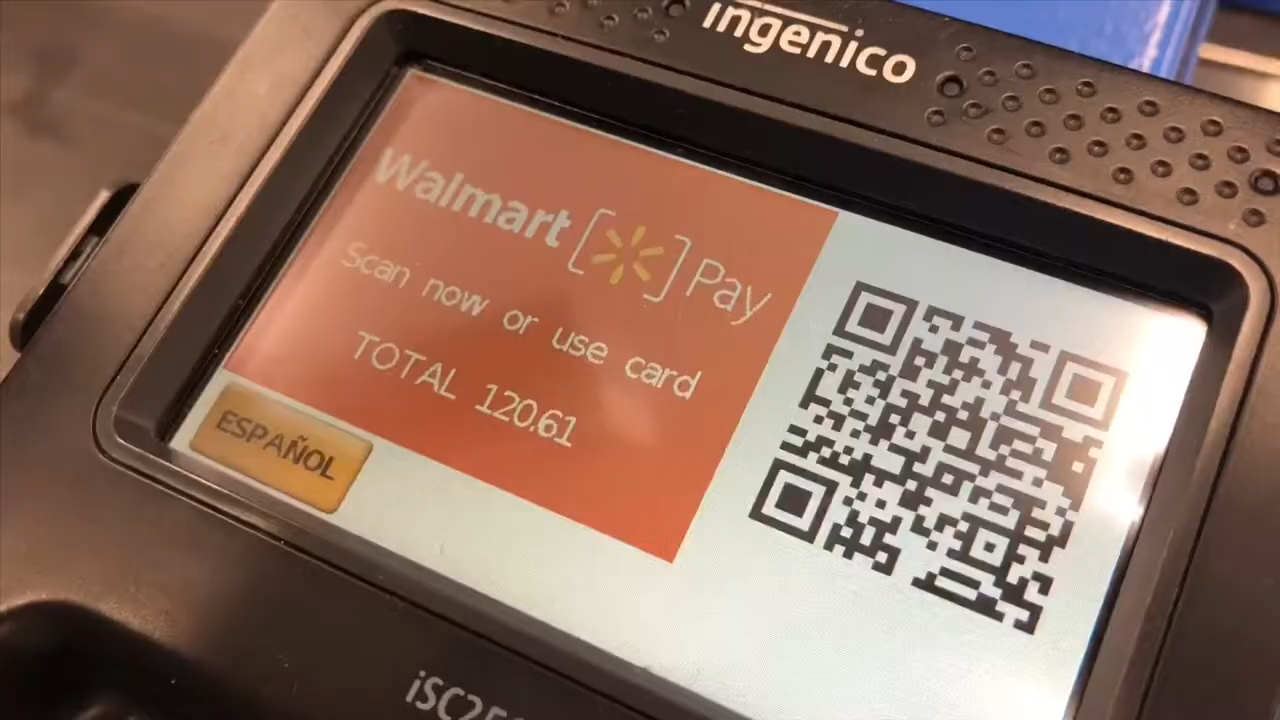 ingenico
Walmart Pay
Scan now or use card
TOTAL 120.61
ESPAÑOL